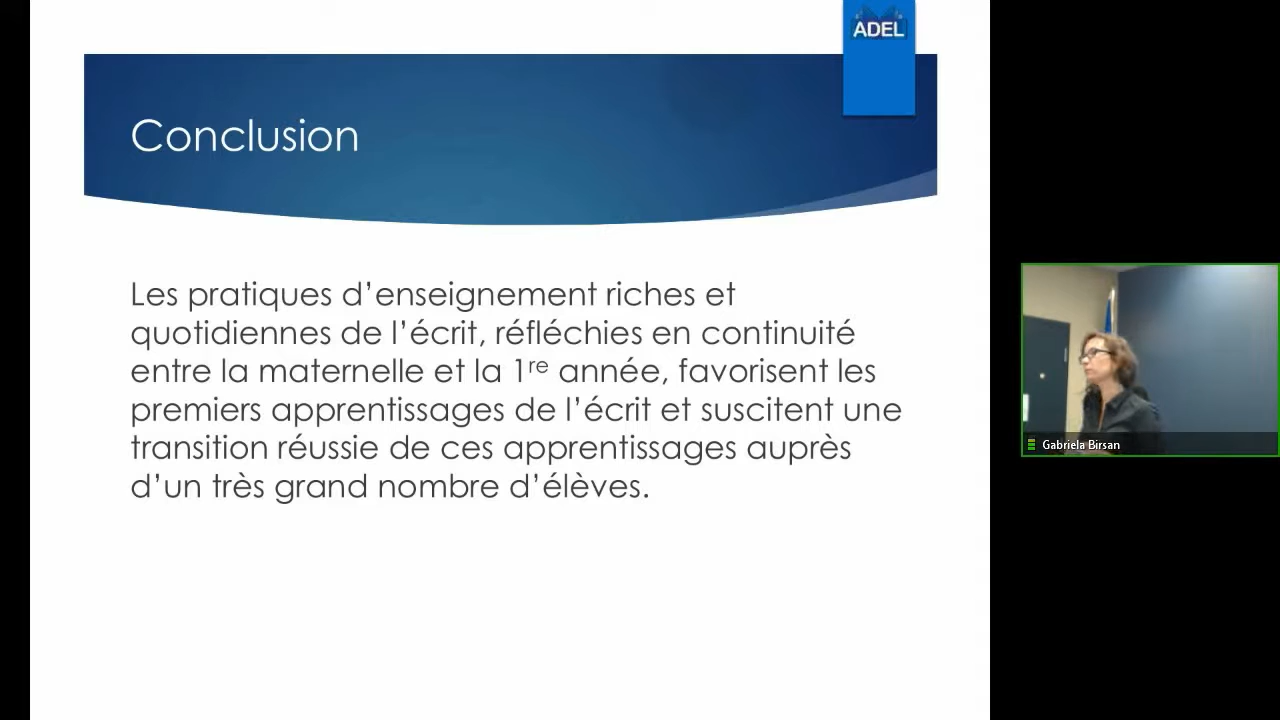 ADEL
Conclusion
Les pratiques d’enseignement riches et
quotidiennes de l’écrit, réfléchies en continuité
entre la maternelle et la 1re année, favorisent les
premiers apprentissages de l’écrit et suscitent une
transition réussie de ces apprentissages auprès
d’un très grand nombre d’élèves.
Gabriela Birsan